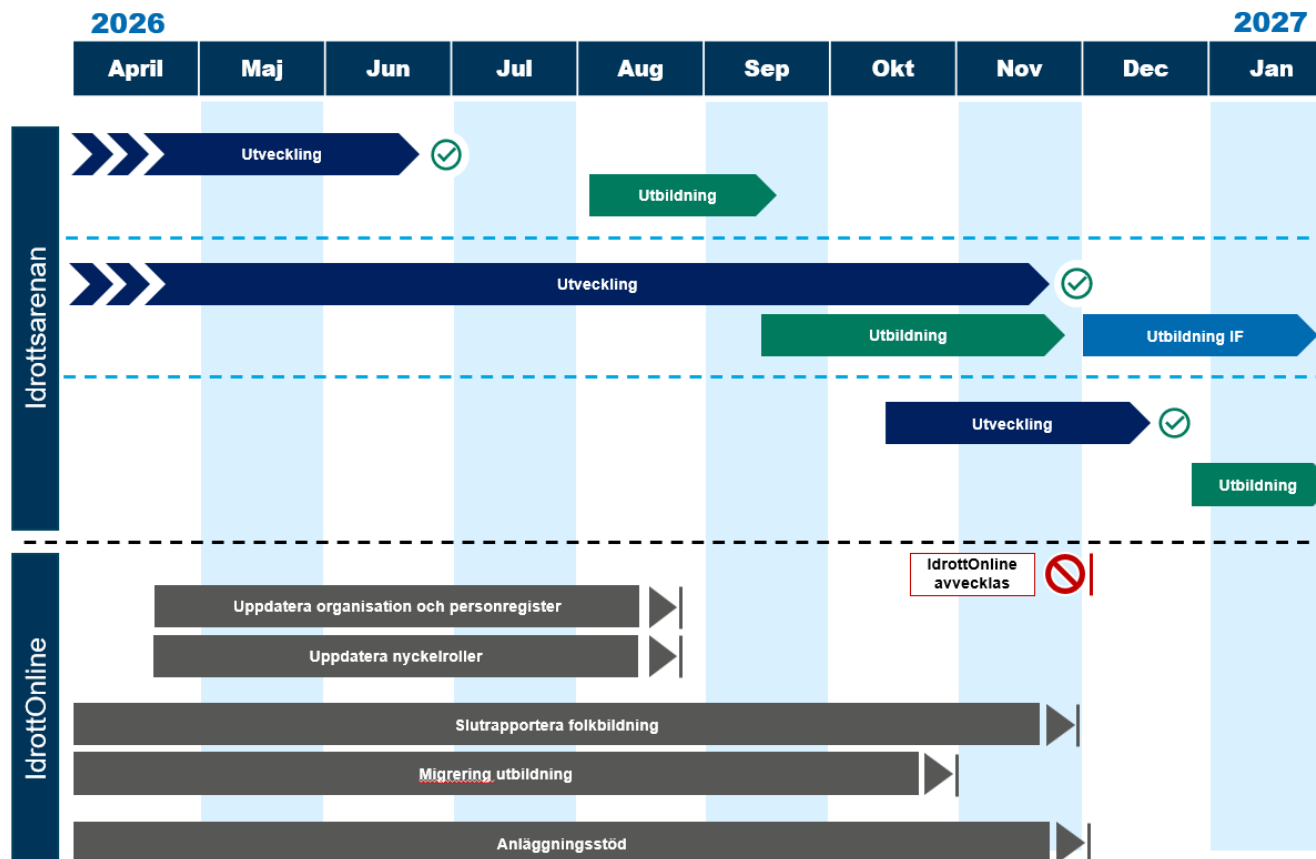 2026
2027
April
Maj
Jun
Jul
Aug
Sep
Okt
Nov
Dec
Jan
Idrottsarenan
Utveckling
Utbildning
Utveckling
Utbildning
Utbildning IF
Utveckling
Utbildning
IdrottOnline
IdrottOnline
avvecklas
Uppdatera organisation och personregister
Uppdatera nyckelroller
Slutrapportera folkbildning
Migrering utbildning
Anläggningsstöd